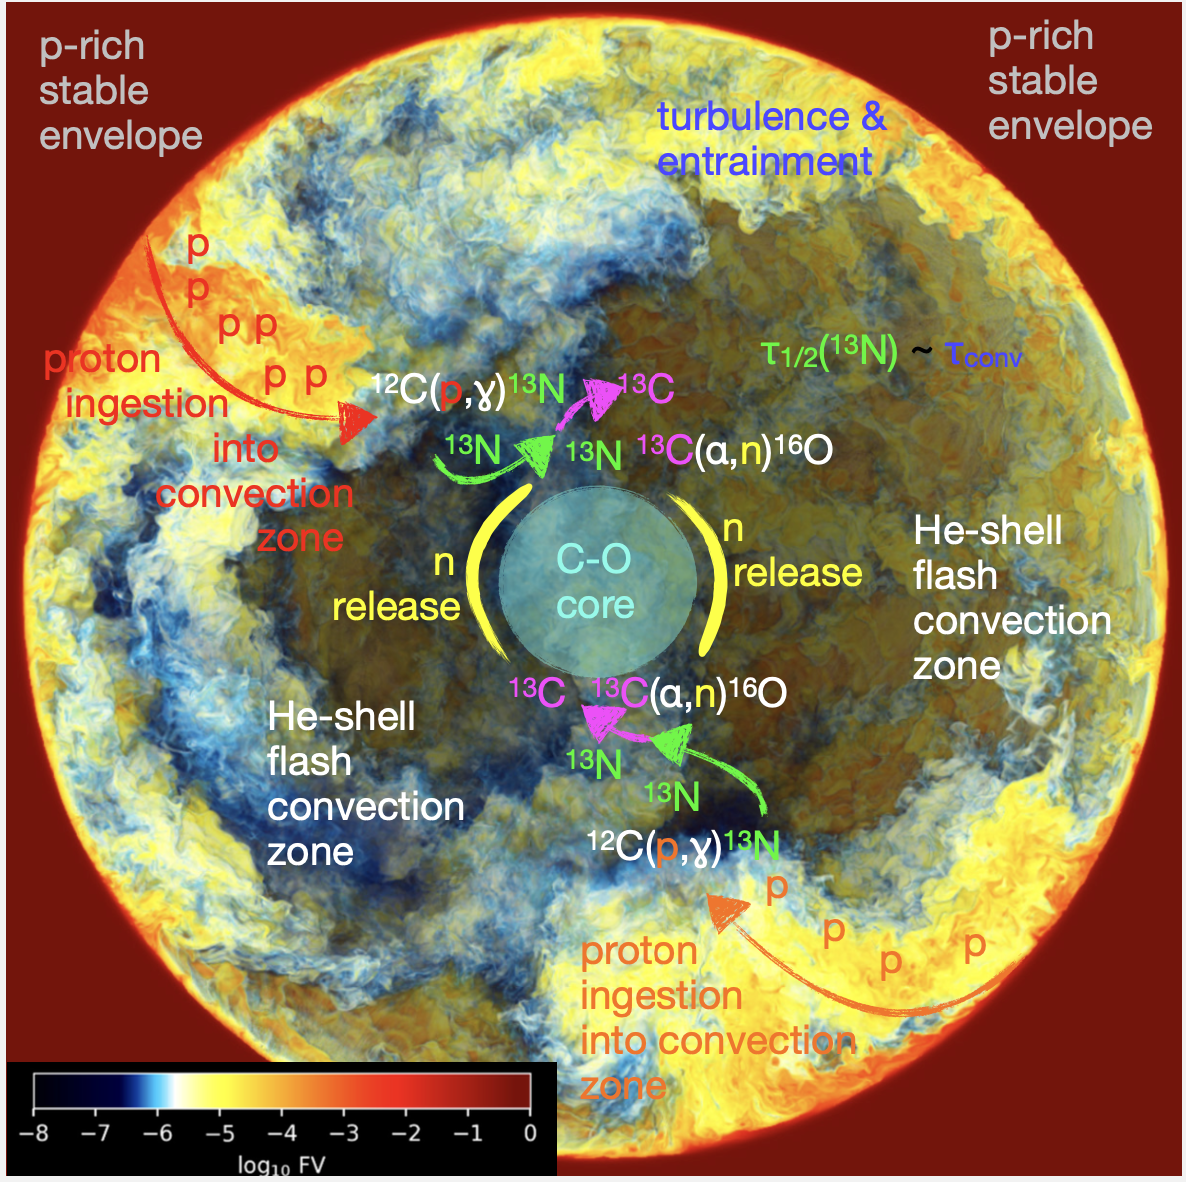 p-rich
stable
envelope
p-rich
stable
envelope
turbulence &
entrainment
p
p
p p
p p
proton
ingestion
into
convection
zone
¹²C(p,γ)¹³N
¹³C
¹³N
¹³N
¹³C(α,n)¹⁶O
τ₁/₂(¹³N) ~ τconv
n
release
C-O
core
n
release
He-shell
flash
convection
zone
¹³C
¹³C(α,n)¹⁶O
¹³N
¹³N
¹²C(p,γ)¹³N
He-shell
flash
convection
zone
p
p
p
p
proton
ingestion
into convection
zone
−8 −7 −6 −5 −4 −3 −2 −1 0
log₁₀ FV